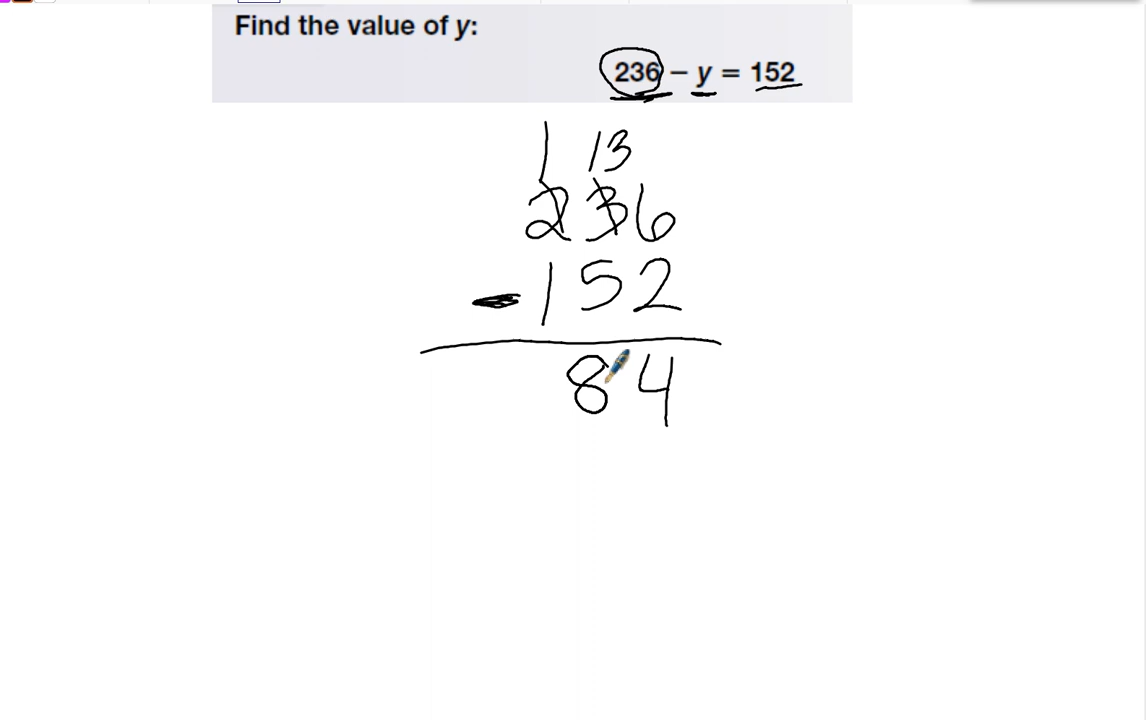 Find the value of y:
236 – y = 152
1 13
236
- 152
84